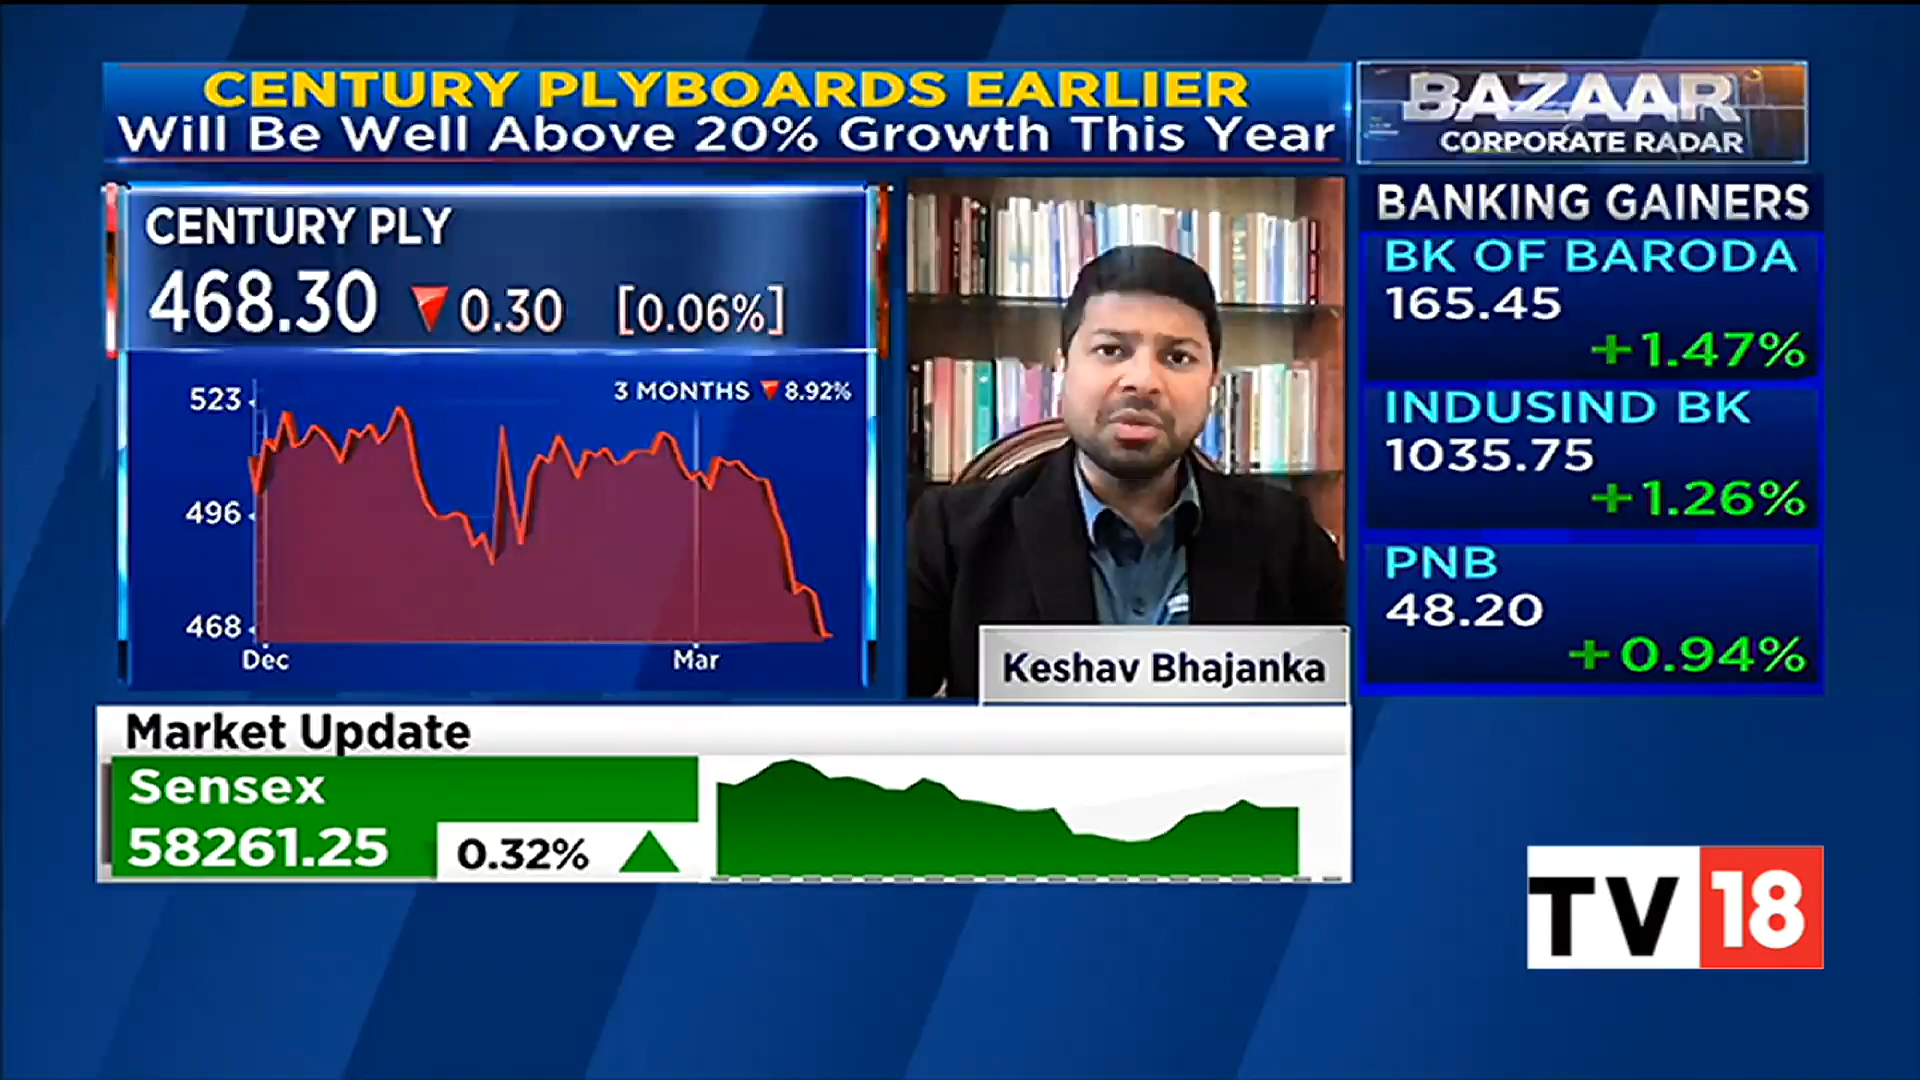 CENTURY PLYBOARDS EARLIER
Will Be Well Above 20% Growth This Year
BAZAAR
CORPORATE RADAR
CENTURY PLY
468.30 ▼ 0.30 [0.06%]
3 MONTHS ▼ 8.92%
523
496
468
Dec Mar
Keshav Bhajanka
BANKING GAINERS
BK OF BARODA
165.45
+1.47%
INDUSIND BK
1035.75
+1.26%
PNB
48.20
+0.94%
Market Update
Sensex
58261.25 0.32% ▲
TV 18